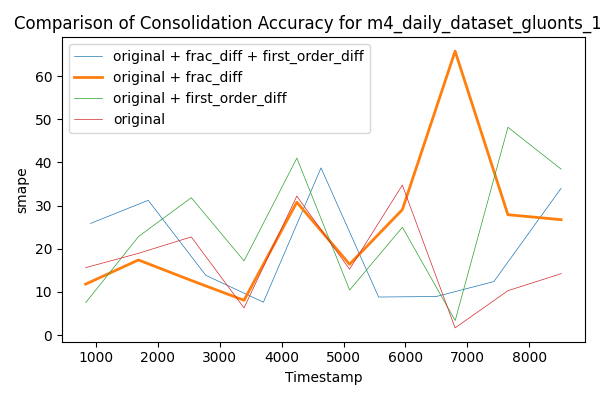 Comparison of Consolidation Accuracy for m4_daily_dataset_gluonts_1
original + frac_diff + first_order_diff
original + frac_diff
original + first_order_diff
original
60
50
40
30
20
10
0
smape
1000 2000 3000 4000 5000 6000 7000 8000
Timestamp